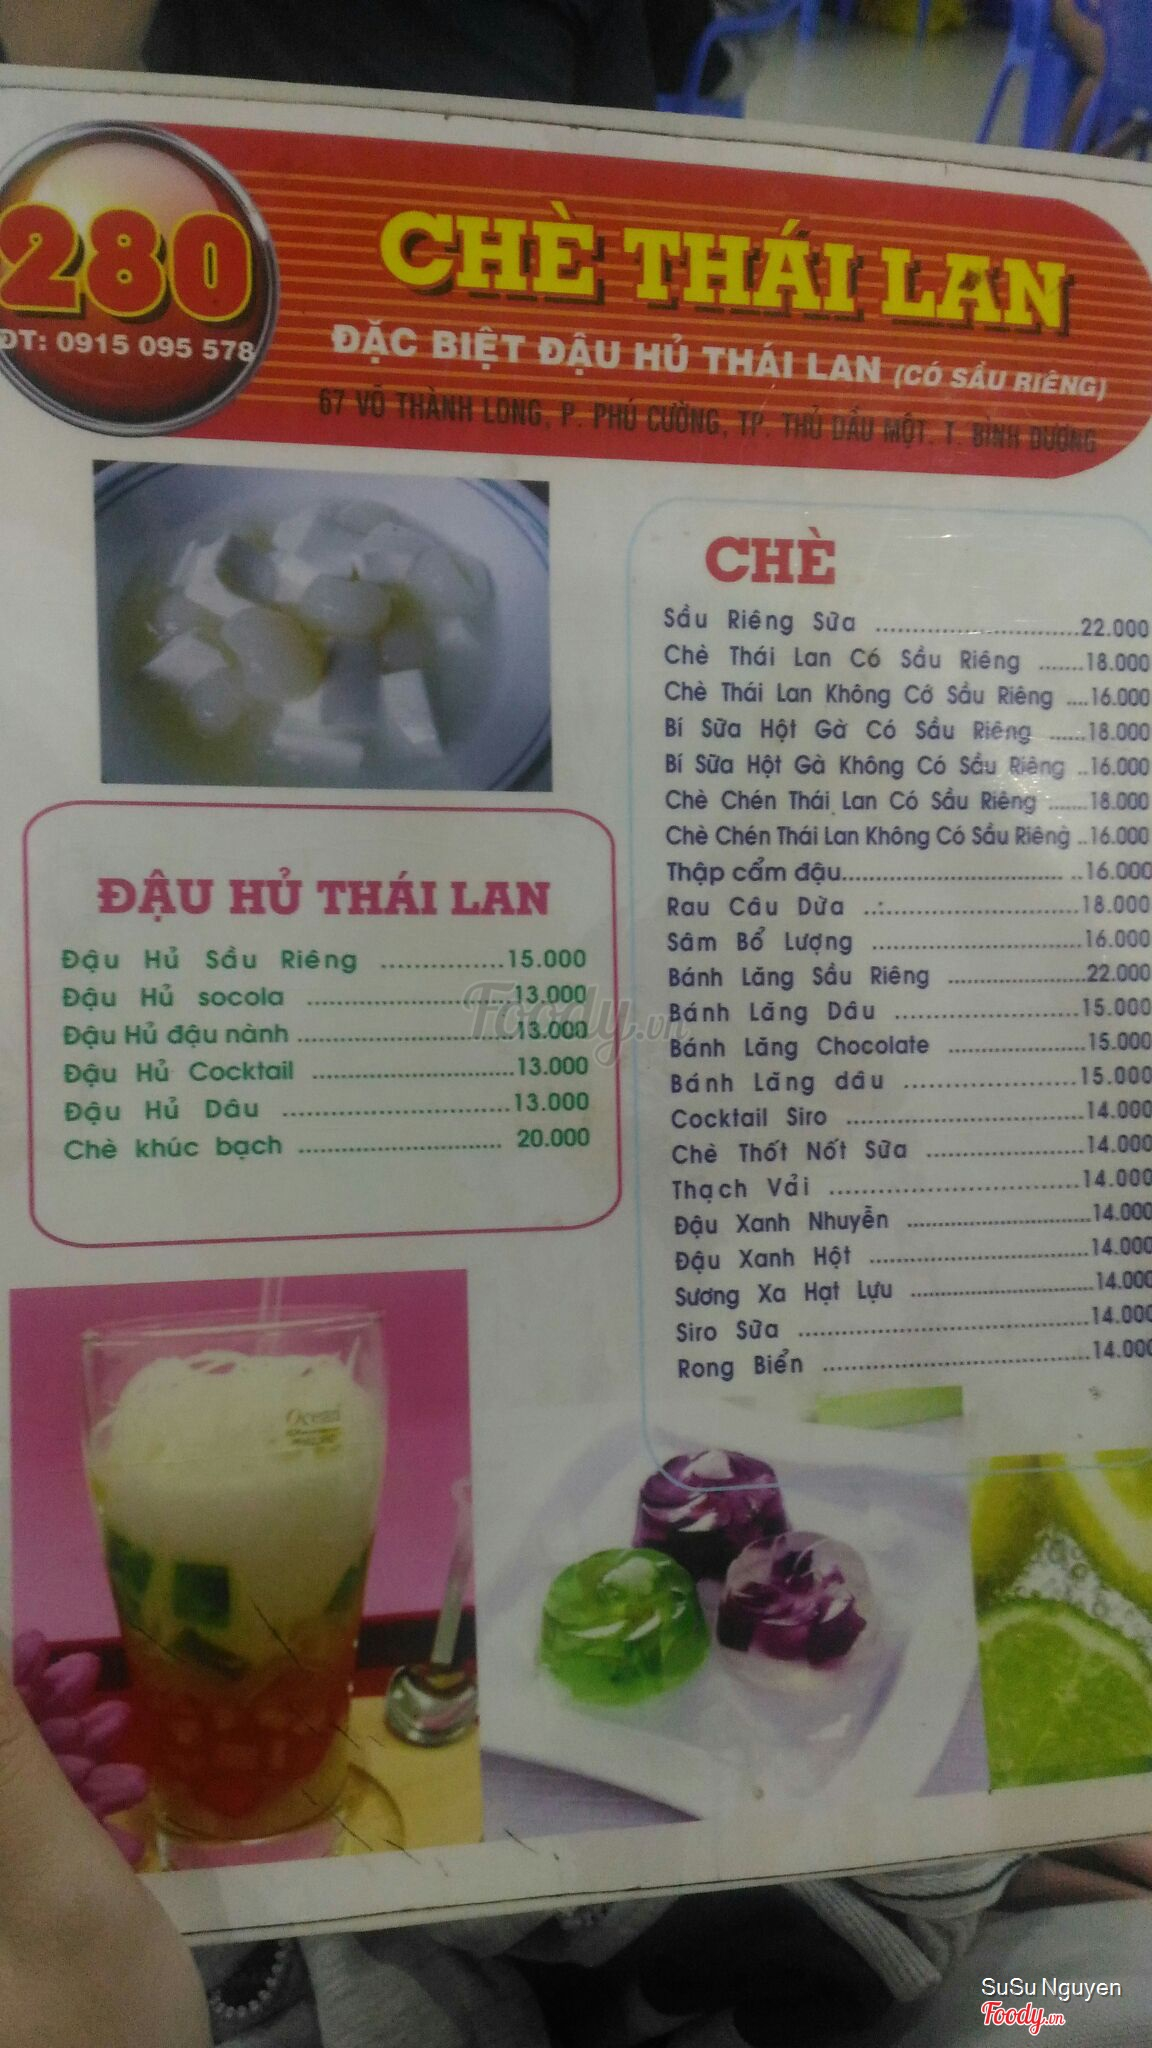 280
ĐT: 0915 095 578
CHÈ THÁI LAN
ĐẶC BIỆT ĐẬU HỦ THÁI LAN (CÓ SẦU RIÊNG)
67 VÕ THÀNH LONG, P. PHÚ CƯỜNG, TP. THỦ DẦU MỘT. T. BÌNH DƯƠNG
ĐẬU HỦ THÁI LAN
Đậu Hủ Sầu Riêng ................15.000
Đậu Hủ socola ..........................13.000
Đậu Hủ đậu nành ...........................13.000
Đậu Hủ Cocktail .........................13.000
Đậu Hủ Dâu .............................13.000
Chè khúc bạch ......................... 20.000
CHÈ
Sầu Riêng Sữa .............................22.000
Chè Thái Lan Có Sầu Riêng .......18.000
Chè Thái Lan Không Cớ Sầu Riêng ....16.000
Bí Sữa Hột Gà Có Sầu Riêng ......18.000
Bí Sữa Hột Gà Không Có Sầu Riêng ..16.000
Chè Chén Thái Lan Có Sầu Riêng .......18.000
Chè Chén Thái Lan Không Có Sầu Riêng ..16.000
Thập cẩm đậu................................ ..16.000
Rau Câu Dừa ..............................18.000
Sâm Bổ Lượng ..............................16.000
Bánh Lăng Sầu Riêng ....................22.000
Bánh Lăng Dâu ...........................15.000
Bánh Lăng Chocolate ....................15.000
Bánh Lăng dâu .........................15.000
Cocktail Siro ..................................14.000
Chè Thốt Nốt Sữa .......................14.000
Thạch Vải ...................................14.000
Đậu Xanh Nhuyễn ..........................14.000
Đậu Xanh Hột ..............................14.000
Sương Xa Hạt Lựu ..........................14.000
Siro Sữa ........................................14.000
Rong Biển .....................................14.000
Foody.vn
Ocean
SuSu Nguyen
Foody.vn